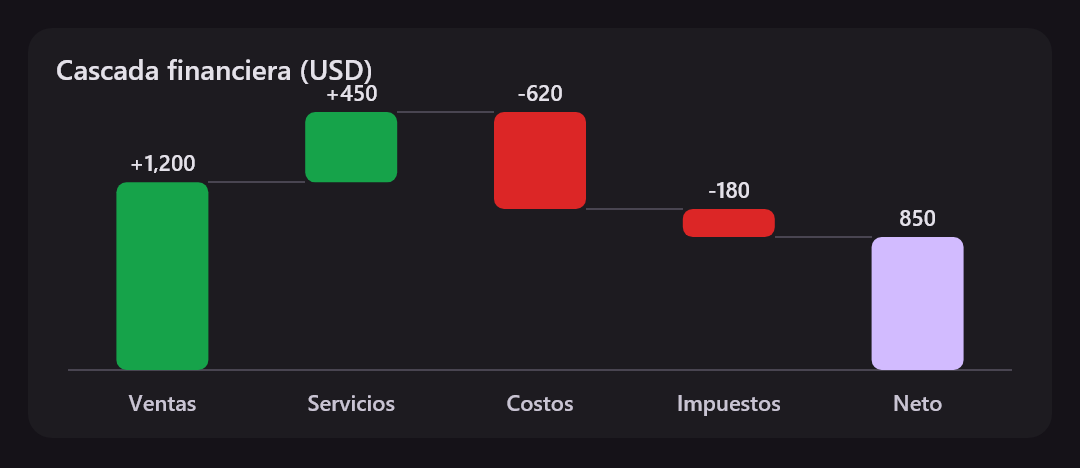 Cascada financiera (USD)
+450
-620
+1,200
-180
850
Ventas
Servicios
Costos
Impuestos
Neto